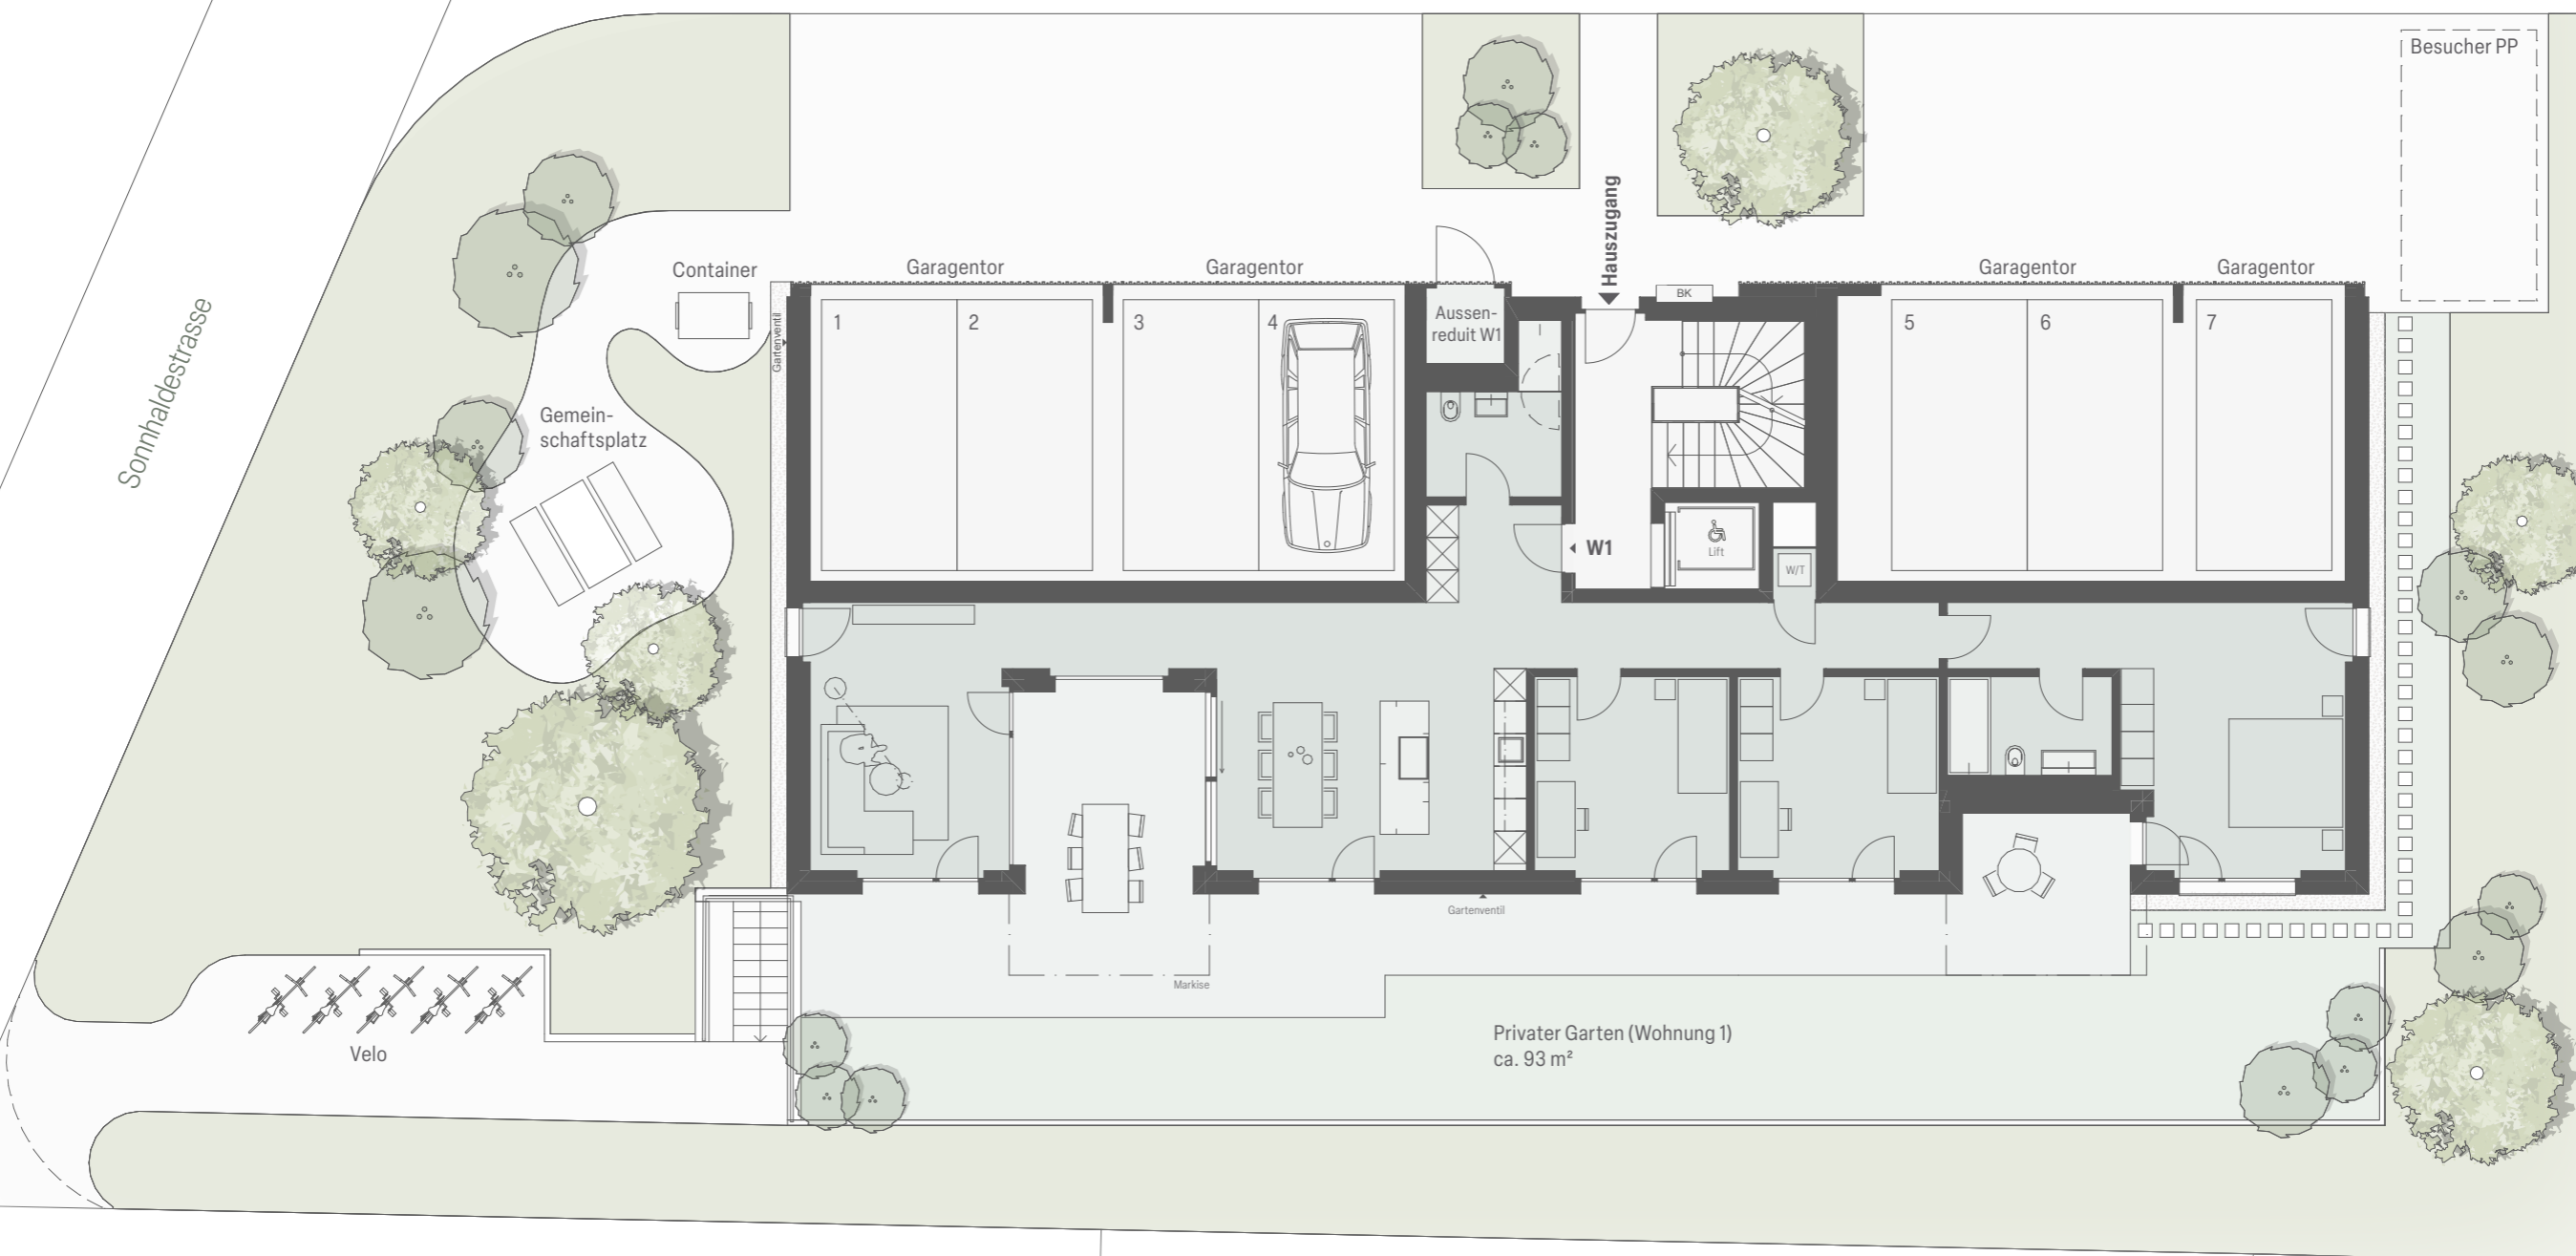 Besucher PP
Hauszugang
Container
Garagentor
Garagentor
Garagentor
Garagentor
BK
Sonnhaldestrasse
Gartenventil
1
2
3
4
Aussen-
reduit W1
5
6
7
Gemein-
schaftsplatz
W1
Lift
W/T
Gartenventil
Markise
Privater Garten (Wohnung 1)
ca. 93 m²
Velo